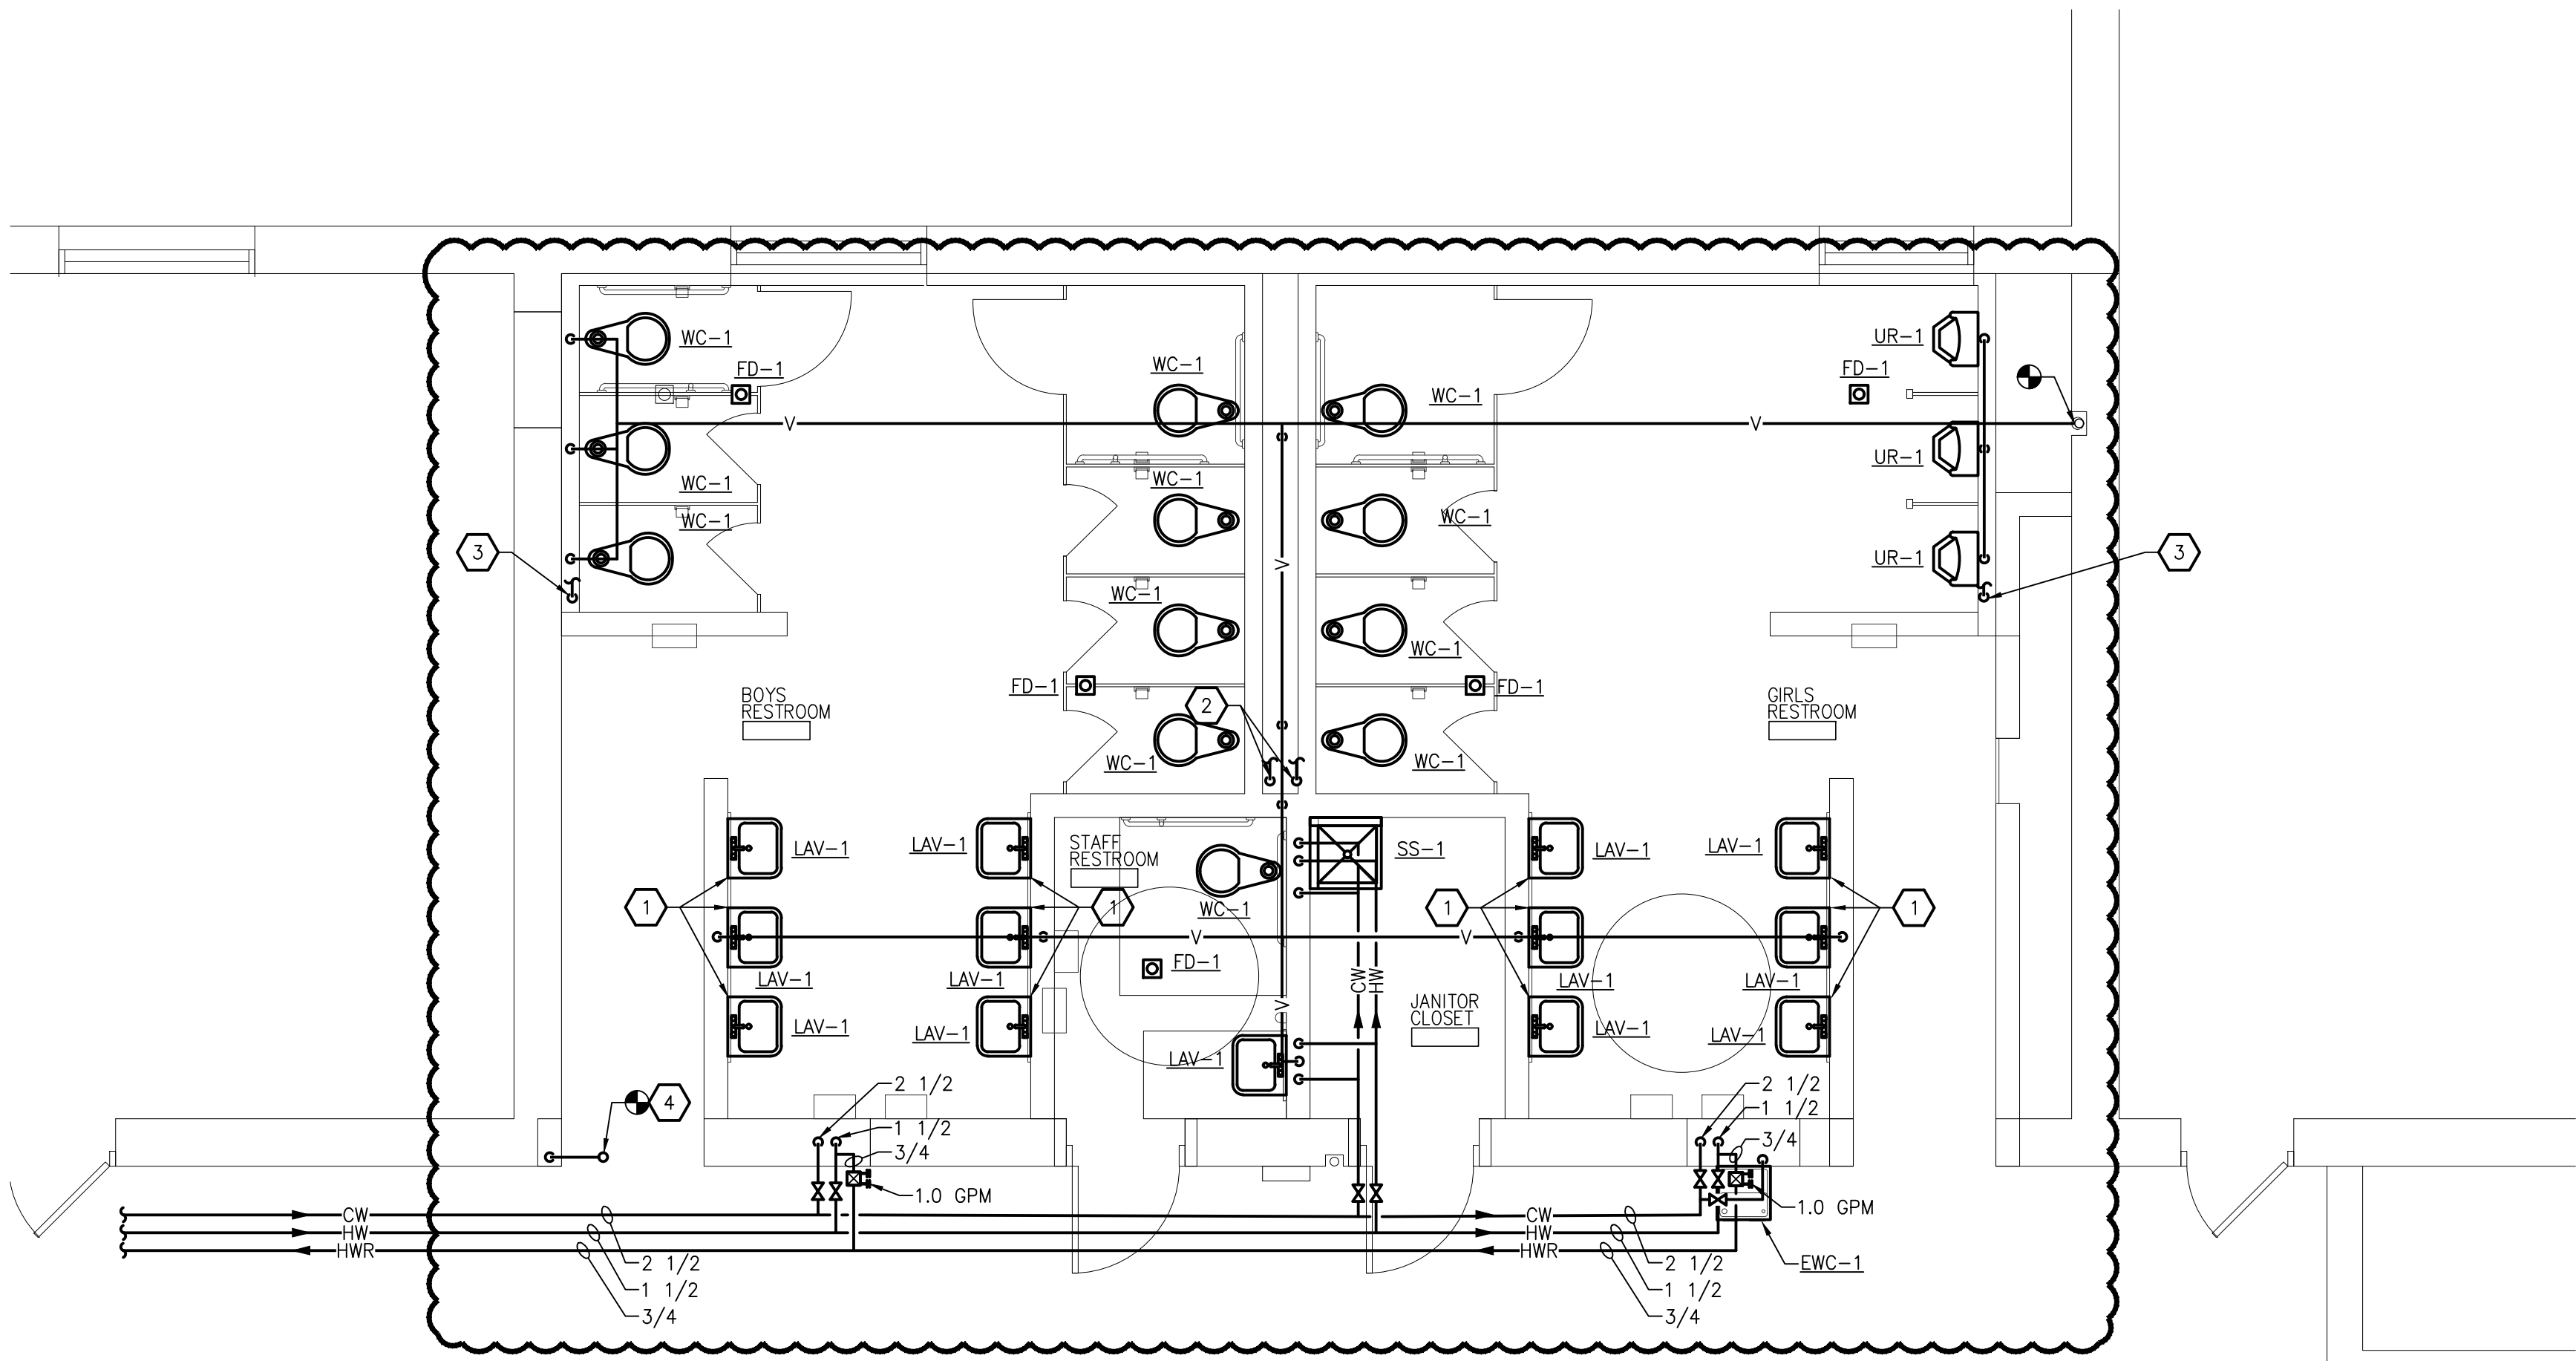 WC-1
FD-1
WC-1
WC-1
3
V
WC-1
WC-1
WC-1
WC-1
FD-1
2
V
WC-1
WC-1
WC-1
WC-1
FD-1
V
UR-1
FD-1
UR-1
UR-1
3
BOYS
RESTROOM
GIRLS
RESTROOM
LAV-1
LAV-1
STAFF
RESTROOM
SS-1
LAV-1
LAV-1
1
1
WC-1
1
1
V
V
LAV-1
LAV-1
FD-1
CW
HW
LAV-1
LAV-1
V
JANITOR
CLOSET
LAV-1
LAV-1
LAV-1
LAV-1
LAV-1
4
2 1/2
1 1/2
3/4
1.0 GPM
2 1/2
1 1/2
3/4
1.0 GPM
CW
HW
HWR
CW
HW
HWR
2 1/2
1 1/2
3/4
2 1/2
1 1/2
3/4
EWC-1